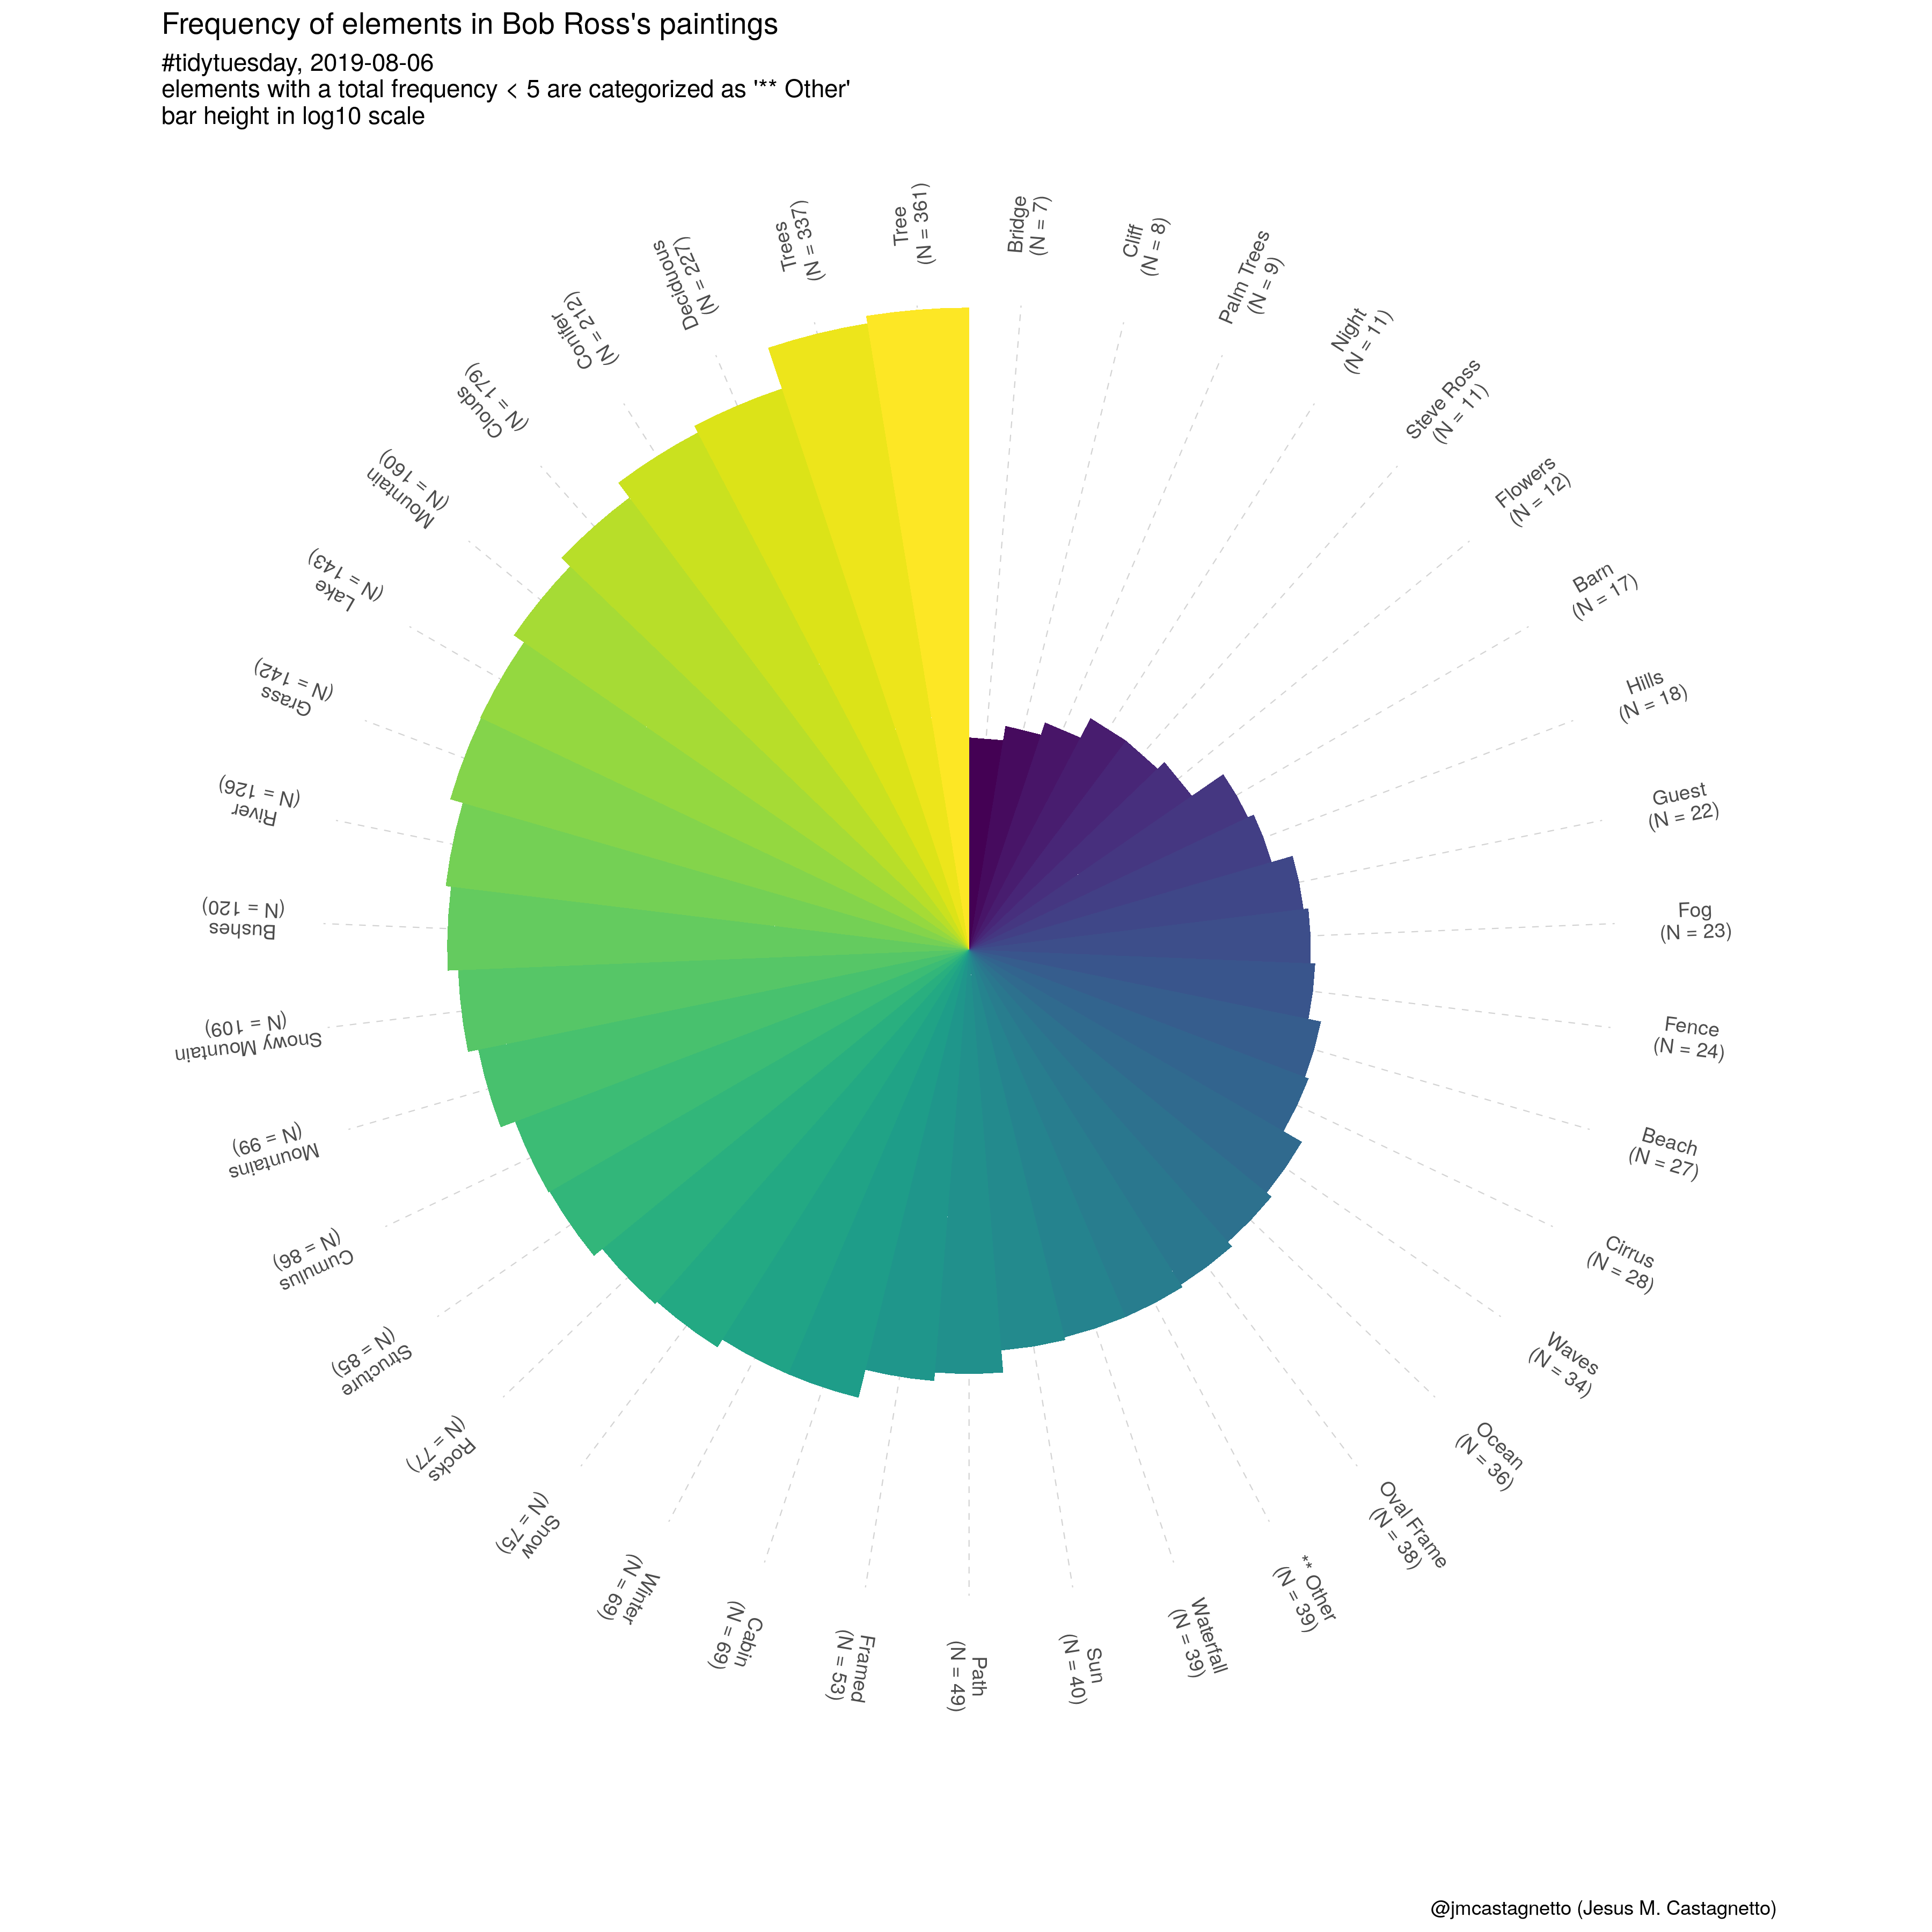 Frequency of elements in Bob Ross's paintings
#tidytuesday, 2019-08-06
elements with a total frequency < 5 are categorized as '** Other'
bar height in log10 scale
Bridge
(N = 7)
Cliff
(N = 8)
Palm Trees
(N = 9)
Night
(N = 11)
Steve Ross
(N = 11)
Flowers
(N = 12)
Barn
(N = 17)
Hills
(N = 18)
Guest
(N = 22)
Fog
(N = 23)
Fence
(N = 24)
Beach
(N = 27)
Cirrus
(N = 28)
Waves
(N = 34)
Ocean
(N = 36)
Oval Frame
(N = 38)
** Other
(N = 39)
Waterfall
(N = 39)
Sun
(N = 40)
Path
(N = 49)
Framed
(N = 53)
Cabin
(N = 69)
Winter
(N = 69)
Snow
(N = 75)
Rocks
(N = 77)
Structure
(N = 85)
Cumulus
(N = 86)
Mountains
(N = 99)
Snowy Mountain
(N = 109)
Bushes
(N = 120)
River
(N = 126)
Grass
(N = 142)
Lake
(N = 143)
Mountain
(N = 160)
Clouds
(N = 179)
Conifer
(N = 212)
Deciduous
(N = 227)
Trees
(N = 337)
Tree
(N = 361)
@jmcastagnetto (Jesus M. Castagnetto)